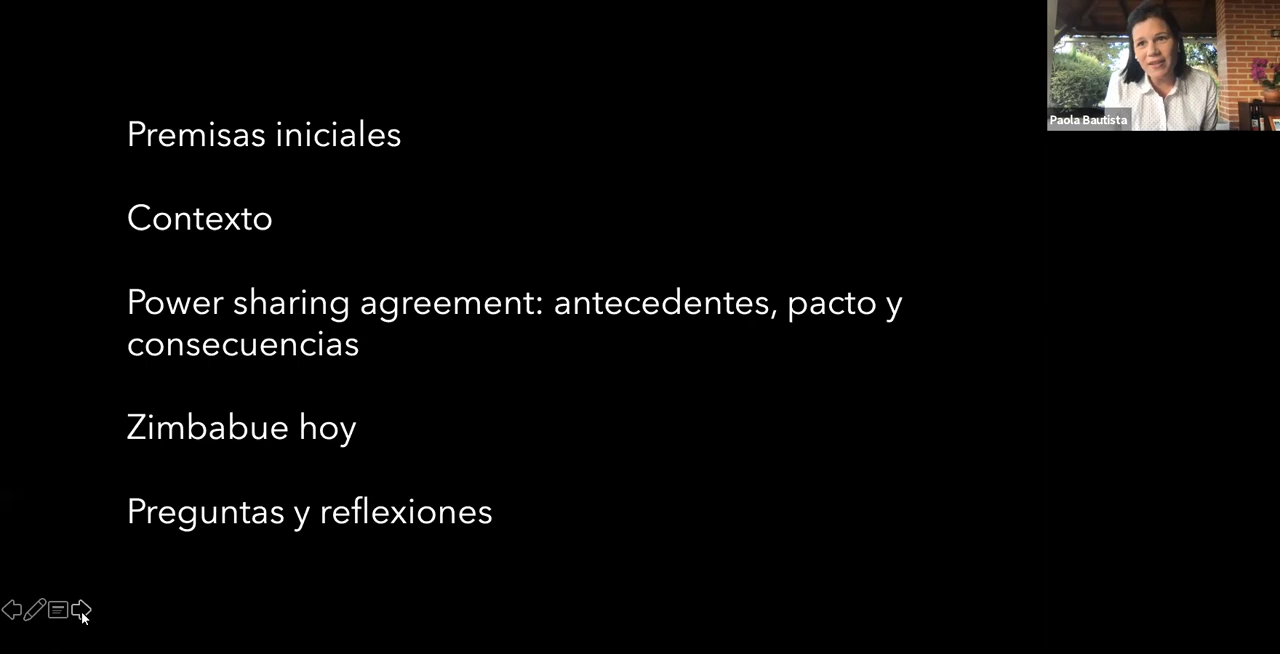 Paola Bautista
Premisas iniciales
Contexto
Power sharing agreement: antecedentes, pacto y
consecuencias
Zimbabue hoy
Preguntas y reflexiones